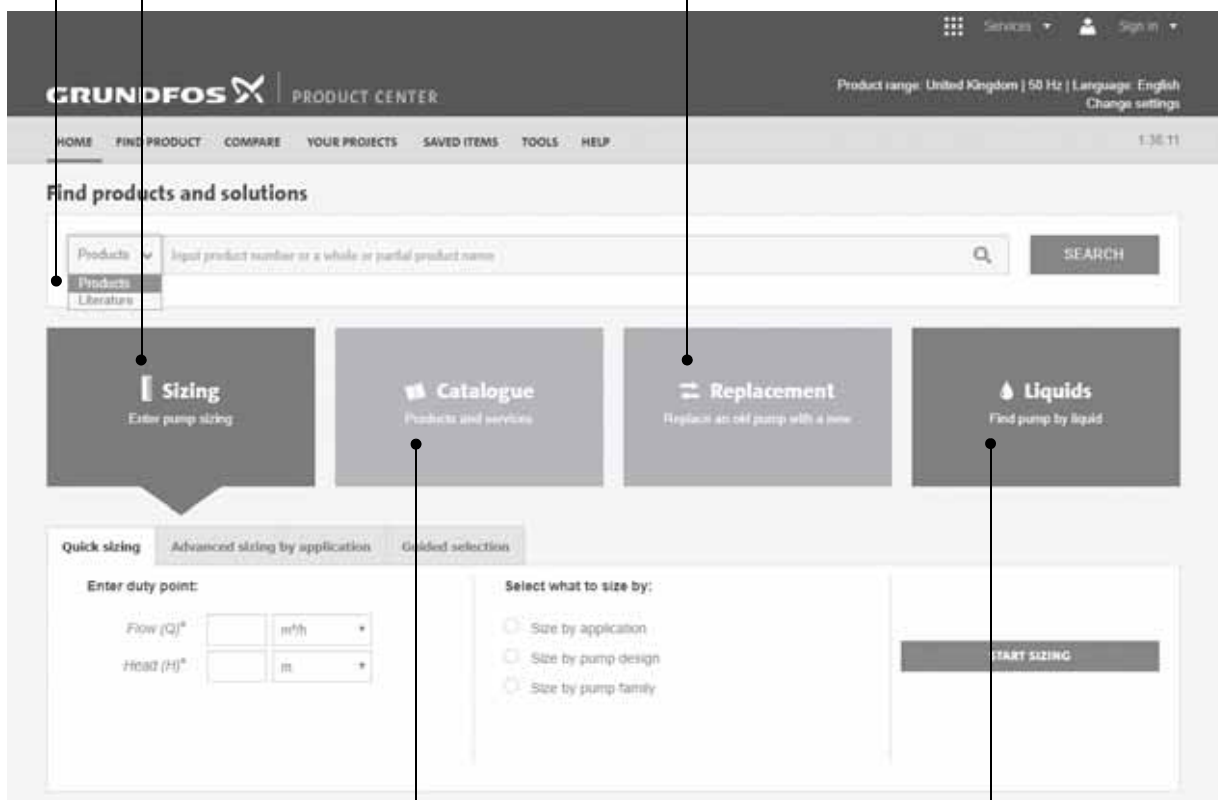 Services
Sign in
GRUNDFOS PRODUCT CENTER
Product range: United Kingdom | 50 Hz | Language: English
Change settings
HOME FIND PRODUCT COMPARE YOUR PROJECTS SAVED ITEMS TOOLS HELP
1.36.11
Find products and solutions
Products Input product number or a whole or partial product name SEARCH
Products
Literature
Sizing
Enter pump sizing
Catalogue
Products and services
Replacement
Replace an old pump with a new
Liquids
Find pump by liquid
Quick sizing Advanced sizing by application Guided selection
Enter duty point:
Flow (Q)* m³/h
Head (H)* m
Select what to size by:
Size by application
Size by pump design
Size by pump family
START SIZING